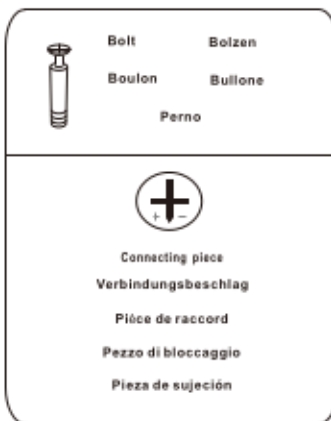 Bolt Bolzen
Boulon Bullone
Perno
+ −
Connecting piece
Verbindungsbeschlag
Pièce de raccord
Pezzo di bloccaggio
Pieza de sujeción